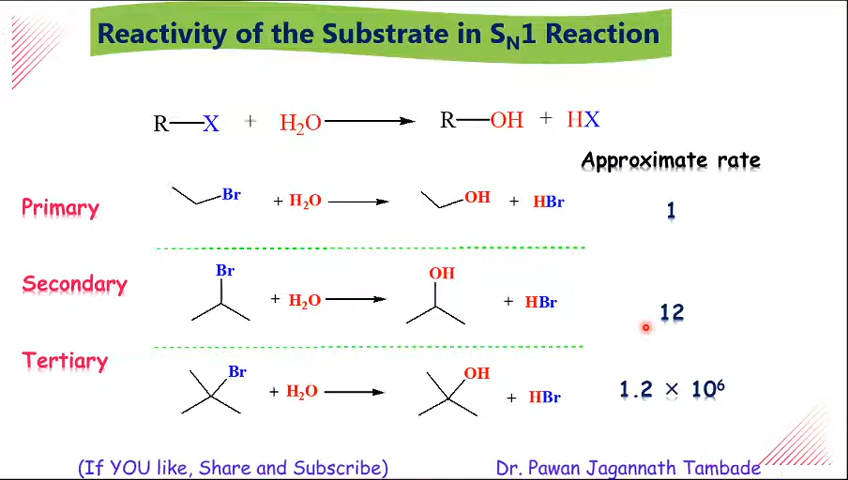 Reactivity of the Substrate in SN1 Reaction
R—X + H2O → R—OH + HX
Approximate rate
Primary Br + H2O → OH + HBr 1
Secondary Br + H2O → OH + HBr 12
Tertiary Br + H2O → OH + HBr 1.2 × 10⁶
(If YOU like, Share and Subscribe) Dr. Pawan Jagannath Tambade